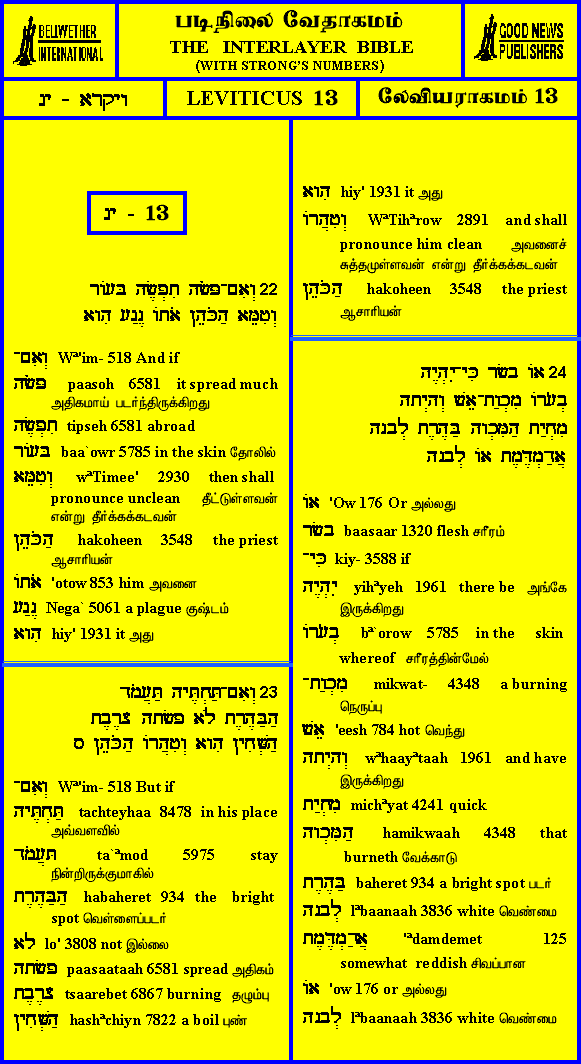 BELLWETHER
INTERNATIONAL
படிநிலை வேதாகமம்
THE INTERLAYER BIBLE
(WITH STRONG'S NUMBERS)
GOOD NEWS
PUBLISHERS
ויקרא - יג
LEVITICUS 13
லேவியராகமம் 13
יג - 13
22 וְאִם־פָּשֹׂה תִפְשֶׂה בָּעוֹר
וְטִמֵּא הַכֹּהֵן אֹתוֹ נֶגַע הִוא
וְאִם־ Wª'im- 518 And if
פָּשֹׂה paasoh 6581 it spread much
அதிகமாய் படர்ந்திருக்கிறது
תִפְשֶׂה tipseh 6581 abroad
בָּעוֹר baa`owr 5785 in the skin தோலில்
וְטִמֵּא wªTimee' 2930 then shall
pronounce unclean தீட்டுள்ளவன்
என்று தீர்க்கக்கடவன்
הַכֹּהֵן hakoheen 3548 the priest
ஆசாரியன்
אֹתוֹ 'otow 853 him அவனை
נֶגַע Nega` 5061 a plague குஷ்டம்
הִוא hiy' 1931 it அது
23 וְאִם־תַּחְתֶּיהָ תַּעֲמֹד
הַבַּהֶרֶת לֹא פָשָׂתָה צָרֶבֶת
הַשְּׁחִין הִוא וְטִהֲרוֹ הַכֹּהֵן ס
וְאִם־ Wª'im- 518 But if
תַּחְתֶּיהָ tachteyhaa 8478 in his place
அவ்வளவில்
תַּעֲמֹד ta`ªmod 5975 stay
நின்றிருக்குமாகில்
הַבַּהֶרֶת habaheret 934 the bright
spot வெள்ளைப்படர்
לֹא lo' 3808 not இல்லை
פָשָׂתָה paasaataah 6581 spread அதிகம்
צָרֶבֶת tsaarebet 6867 burning தழும்பு
הַשְּׁחִין hashªchiyn 7822 a boil புண்
הִוא hiy' 1931 it அது
וְטִהֲרוֹ WªTihªrow 2891 and shall
pronounce him clean அவனைச்
சுத்தமுள்ளவன் என்று தீர்க்கக்கடவன்
הַכֹּהֵן hakoheen 3548 the priest
ஆசாரியன்
24 אוֹ בָשָׂר כִּי־יִהְיֶה
בְעֹרוֹ מִכְוַת־אֵשׁ וְהָיְתָה
מִחְיַת הַמִּכְוָה בַּהֶרֶת לְבָנָה
אֲדַמְדֶּמֶת אוֹ לְבָנָה
אוֹ 'Ow 176 Or அல்லது
בָשָׂר baasaar 1320 flesh சரீரம்
כִּי־ kiy- 3588 if
יִהְיֶה yihªyeh 1961 there be அங்கே
இருக்கிறது
בְעֹרוֹ bª`orow 5785 in the skin
whereof சரீரத்தின்மேல்
מִכְוַת־ mikwat- 4348 a burning
நெருப்பு
אֵשׁ 'eesh 784 hot வெந்து
וְהָיְתָה wªhaayªtaah 1961 and have
இருக்கிறது
מִחְיַת michªyat 4241 quick
הַמִּכְוָה hamikwaah 4348 that
burneth வேக்காடு
בַּהֶרֶת baheret 934 a bright spot படர்
לְבָנָה lªbaanaah 3836 white வெண்மை
אֲדַמְדֶּמֶת 'ªdamdemet 125
somewhat reddish சிவப்பான
אוֹ 'ow 176 or அல்லது
לְבָנָה lªbaanaah 3836 white வெண்மை